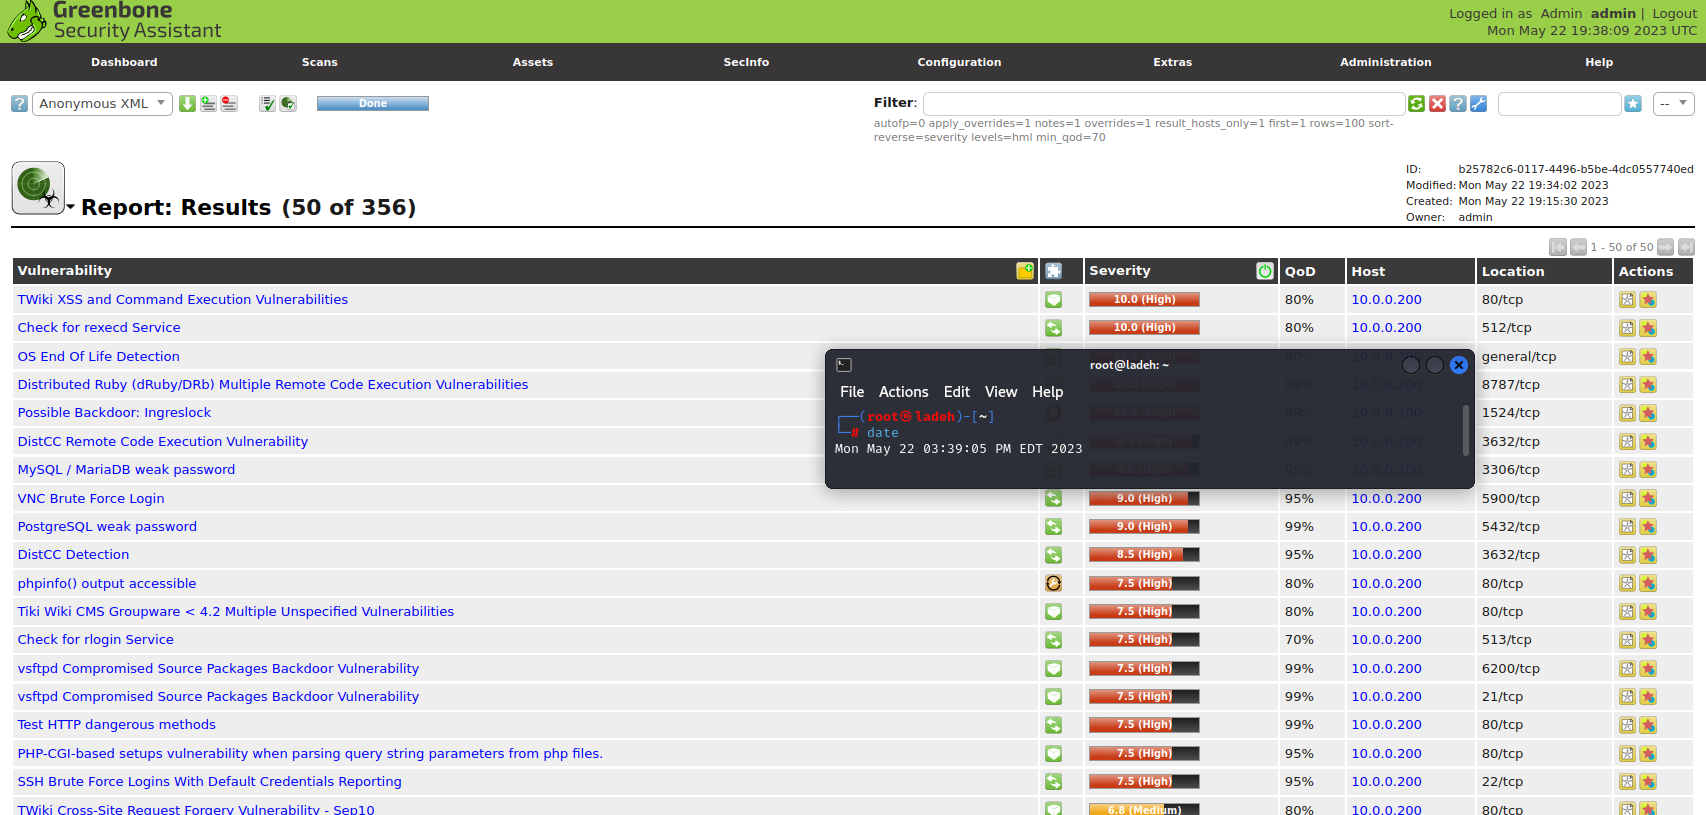 Greenbone
Security Assistant
Logged in as Admin admin | Logout
Mon May 22 19:38:09 2023 UTC
Dashboard Scans Assets SecInfo Configuration Extras Administration Help
? Anonymous XML Done Filter: ? --
autofp=0 apply_overrides=1 notes=1 overrides=1 result_hosts_only=1 first=1 rows=100 sort-
reverse=severity levels=hml min_qod=70
ID: b25782c6-0117-4496-b5be-4dc0557740ed
Modified: Mon May 22 19:34:02 2023
Created: Mon May 22 19:15:30 2023
Owner: admin
Report: Results (50 of 356)
1 - 50 of 50
Vulnerability Severity QoD Host Location Actions
TWiki XSS and Command Execution Vulnerabilities 10.0 (High) 80% 10.0.0.200 80/tcp
Check for rexecd Service 10.0 (High) 80% 10.0.0.200 512/tcp
OS End Of Life Detection general/tcp
Distributed Ruby (dRuby/DRb) Multiple Remote Code Execution Vulnerabilities 8787/tcp
Possible Backdoor: Ingreslock 1524/tcp
DistCC Remote Code Execution Vulnerability 3632/tcp
MySQL / MariaDB weak password 3306/tcp
root@ladeh: ~
File Actions Edit View Help
┌──(root㉿ladeh)-[~]
└─# date
Mon May 22 03:39:05 PM EDT 2023
VNC Brute Force Login 9.0 (High) 95% 10.0.0.200 5900/tcp
PostgreSQL weak password 9.0 (High) 99% 10.0.0.200 5432/tcp
DistCC Detection 8.5 (High) 95% 10.0.0.200 3632/tcp
phpinfo() output accessible 7.5 (High) 80% 10.0.0.200 80/tcp
Tiki Wiki CMS Groupware < 4.2 Multiple Unspecified Vulnerabilities 7.5 (High) 80% 10.0.0.200 80/tcp
Check for rlogin Service 7.5 (High) 70% 10.0.0.200 513/tcp
vsftpd Compromised Source Packages Backdoor Vulnerability 7.5 (High) 99% 10.0.0.200 6200/tcp
vsftpd Compromised Source Packages Backdoor Vulnerability 7.5 (High) 99% 10.0.0.200 21/tcp
Test HTTP dangerous methods 7.5 (High) 99% 10.0.0.200 80/tcp
PHP-CGI-based setups vulnerability when parsing query string parameters from php files. 7.5 (High) 95% 10.0.0.200 80/tcp
SSH Brute Force Logins With Default Credentials Reporting 7.5 (High) 95% 10.0.0.200 22/tcp
TWiki Cross-Site Request Forgery Vulnerability - Sep10 6.8 (Medium) 80% 10.0.0.200 80/tcp